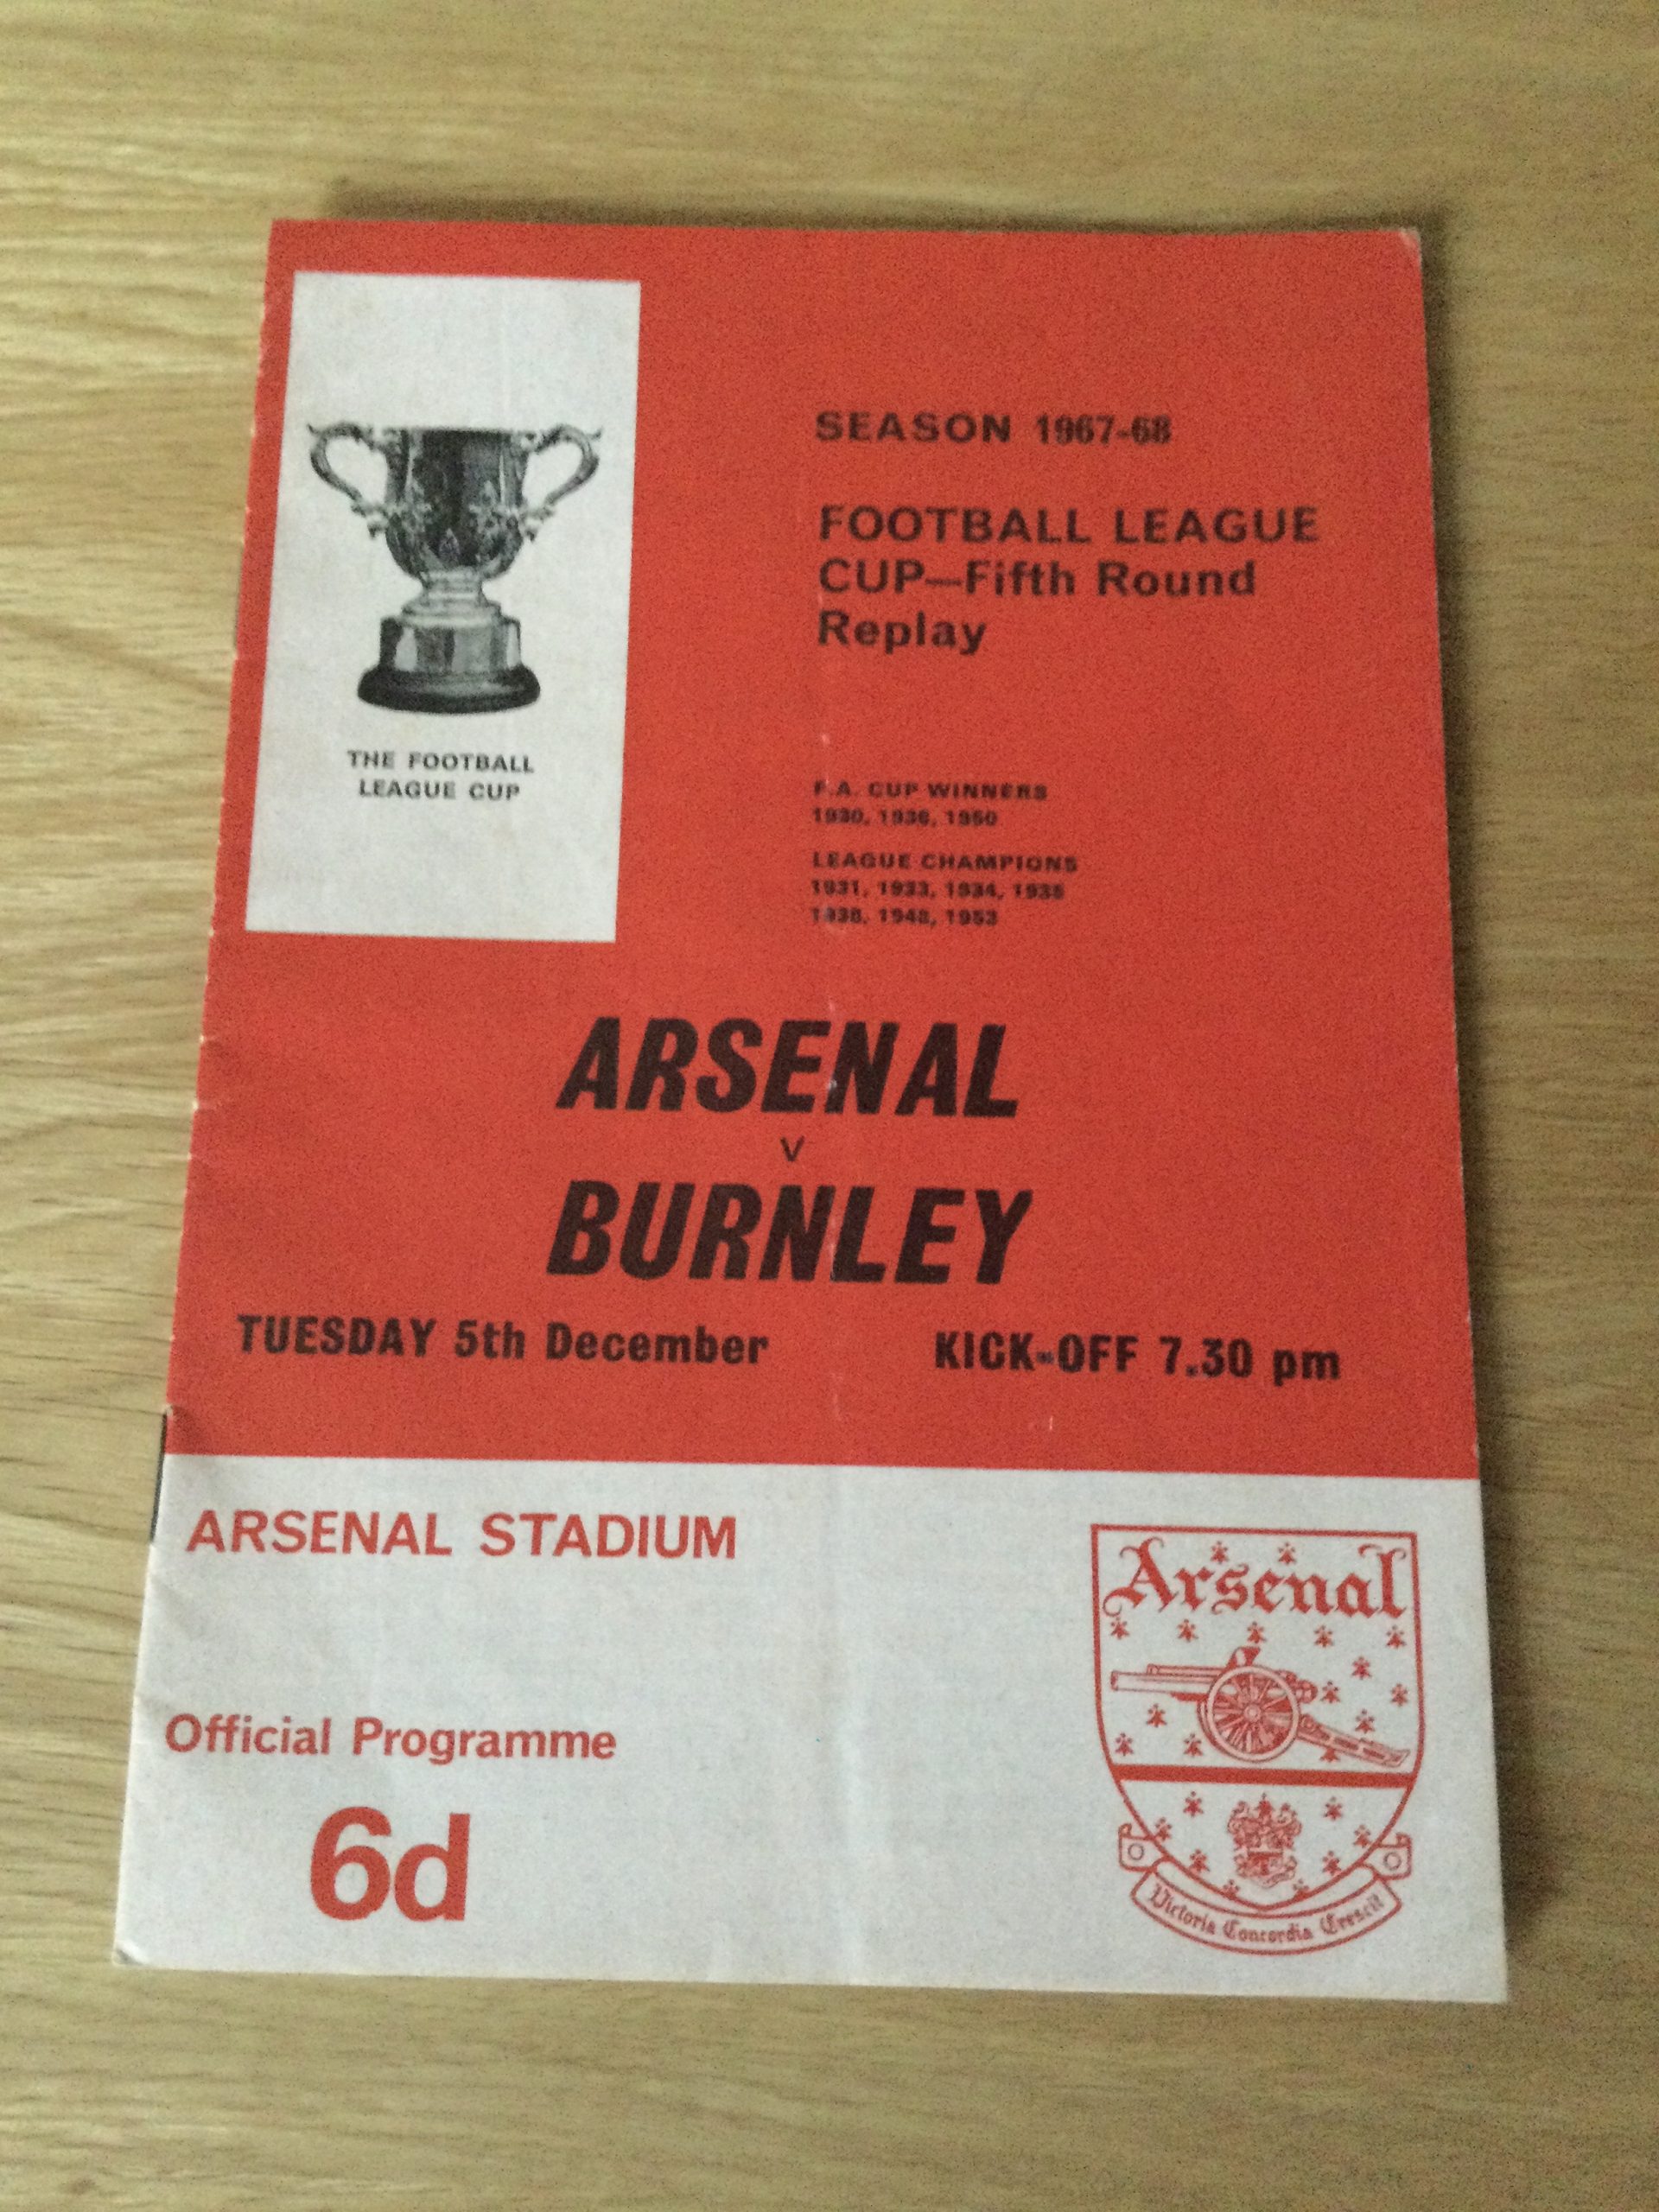 SEASON 1967-68
FOOTBALL LEAGUE
CUP—Fifth Round
Replay
THE FOOTBALL
LEAGUE CUP
F.A. CUP WINNERS
1930, 1936, 1950
LEAGUE CHAMPIONS
1931, 1933, 1934, 1935
1938, 1948, 1953
ARSENAL
v
BURNLEY
TUESDAY 5th December KICK-OFF 7.30 pm
ARSENAL STADIUM
Official Programme
6d
Arsenal
Victoria Concordia Crescit